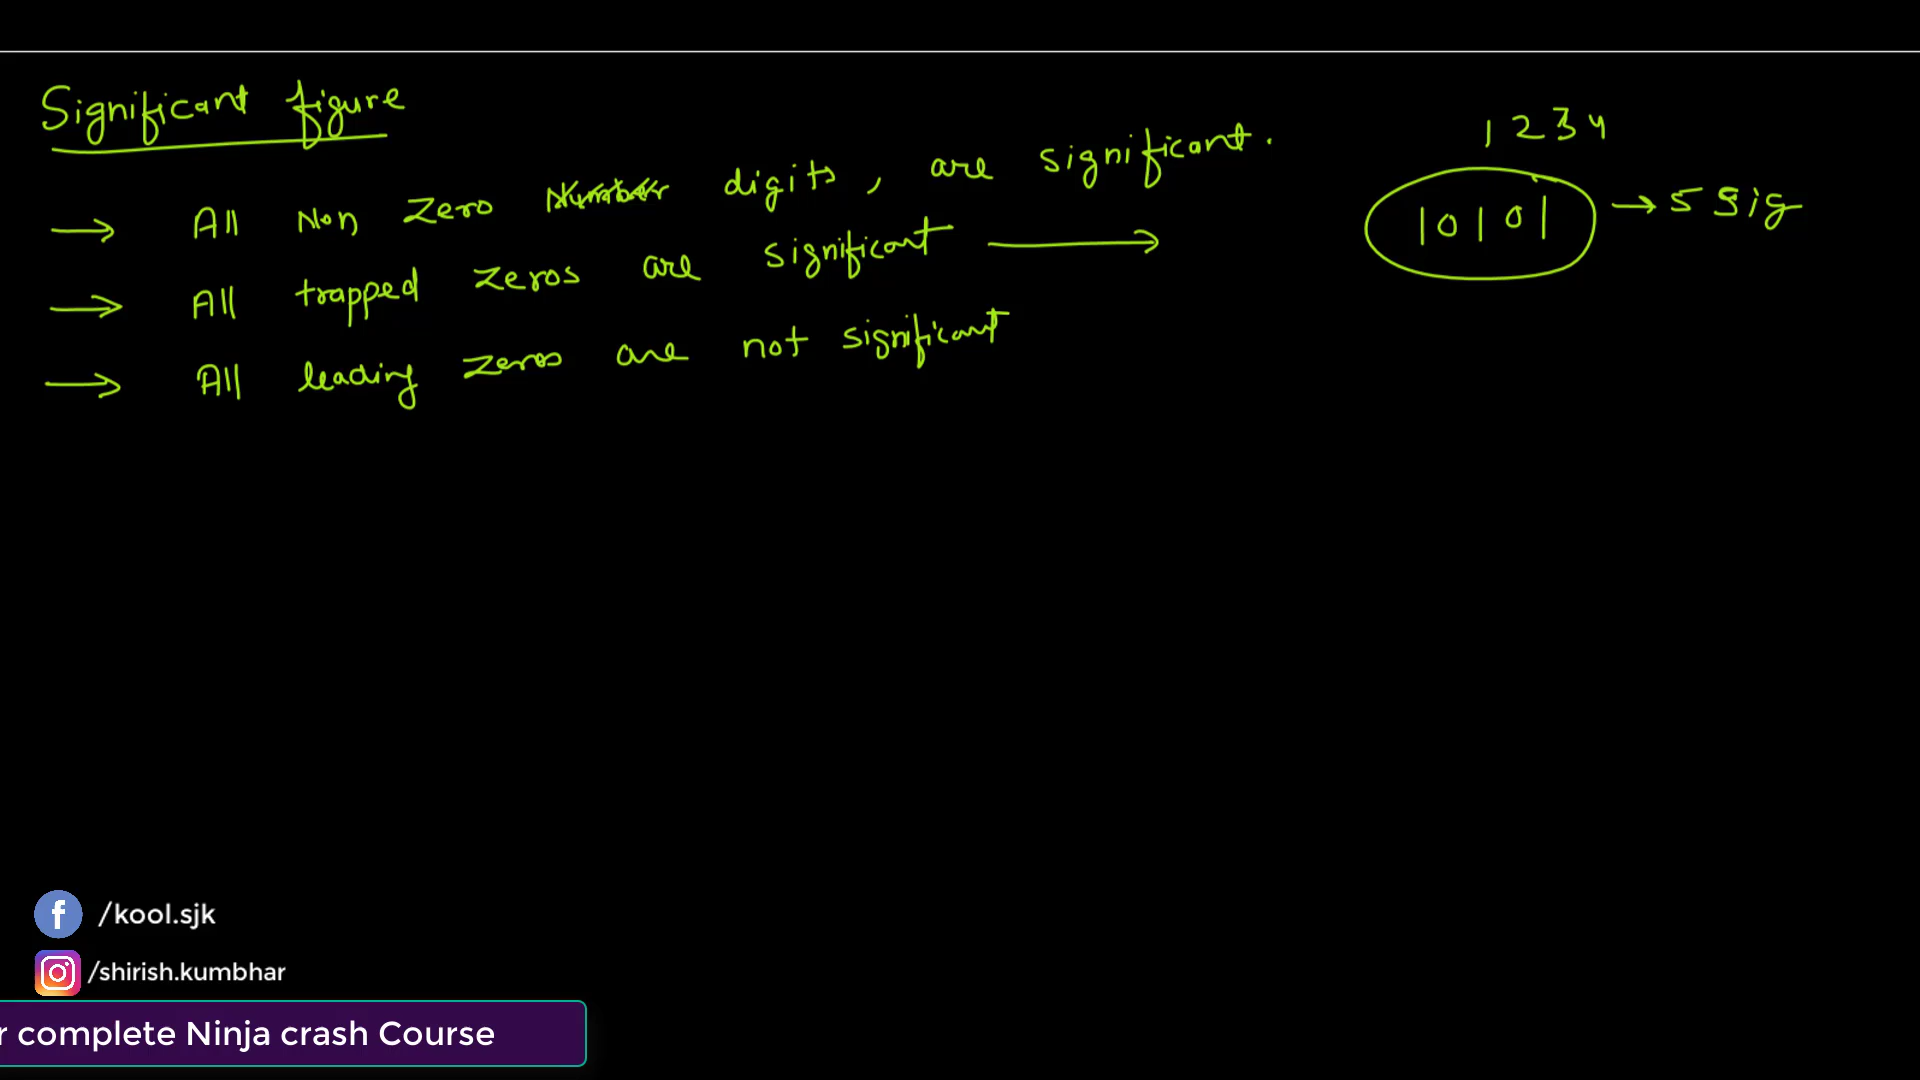 Significant figure
→ All Non Zero Number digits, are significant.
1 2 3 4
→ All trapped zeros are significant →
10101 → 5 Sig
→ All leading zeros are not significant
/kool.sjk
/shirish.kumbhar
r complete Ninja crash Course